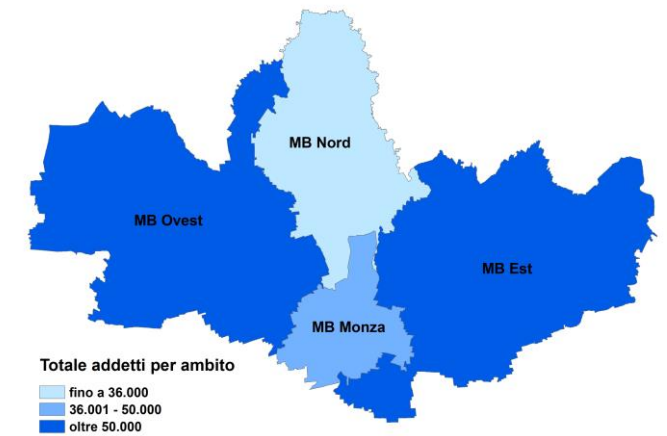 MB Nord
MB Ovest
MB Est
MB Monza
Totale addetti per ambito
fino a 36.000
36.001 - 50.000
oltre 50.000